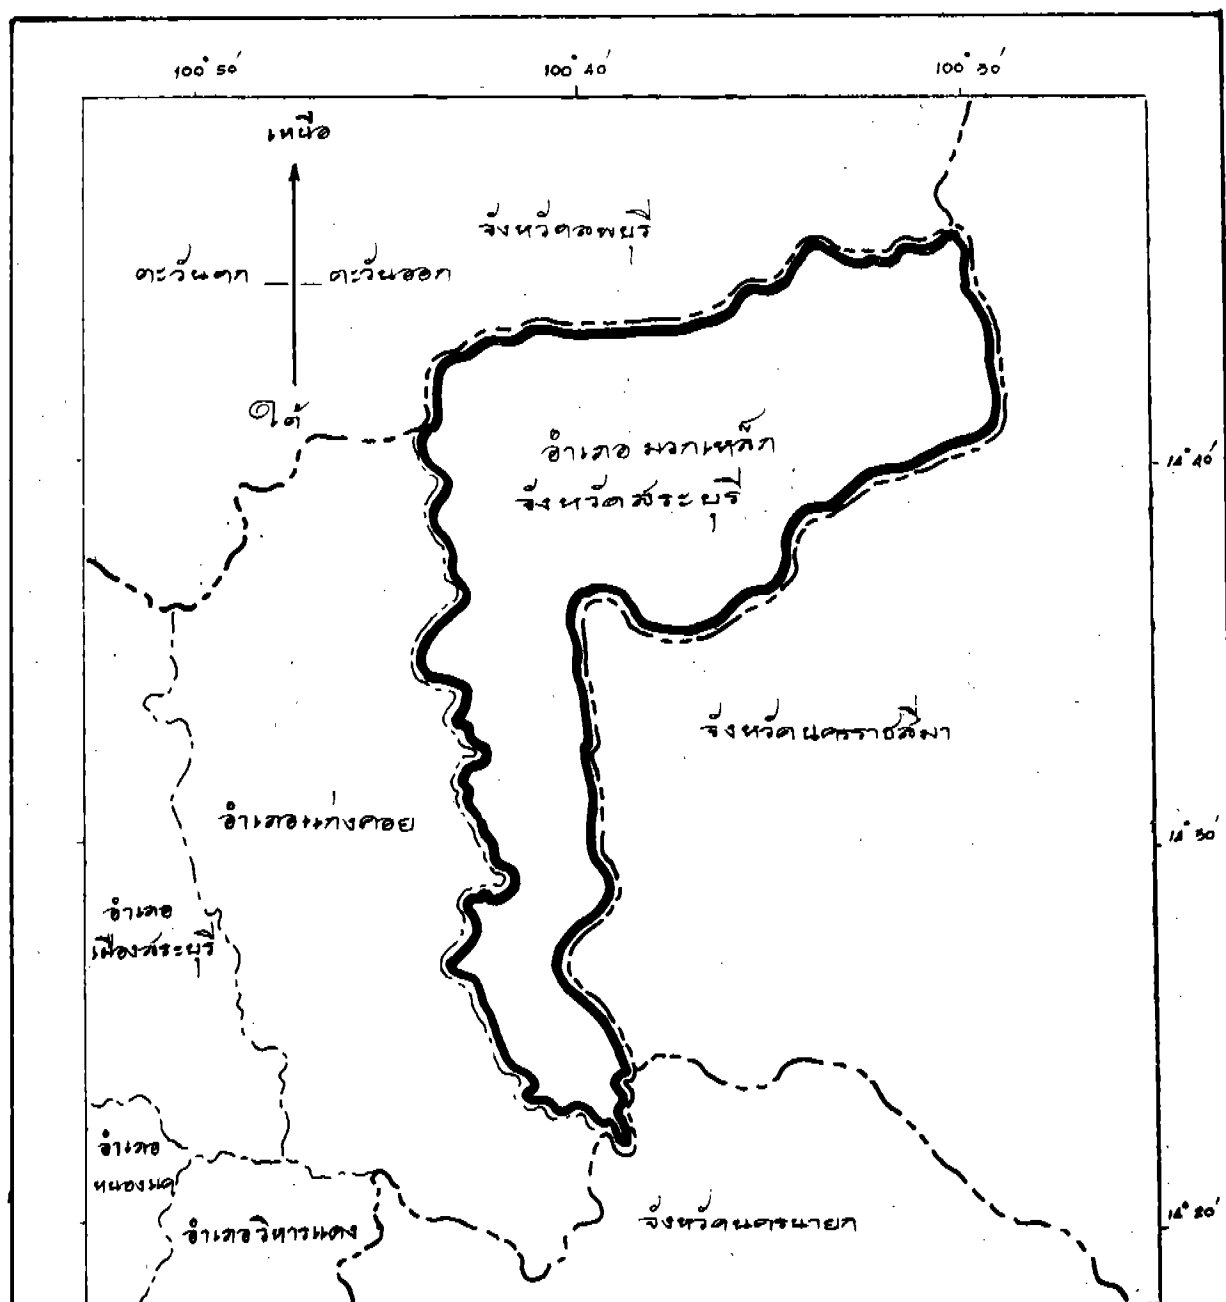 100° 50′ 100° 40′ 100° 30′
เหนือ
จังหวัดลพบุรี
ตะวันตก ตะวันออก
ใต้
อำเภอ มวกเหล็ก
14° 40′
จังหวัดสระบุรี
จังหวัดนครราชสีมา
อำเภอแก่งคอย
14° 30′
อำเภอ
เมืองสระบุรี
อำเภอ
หนองแค
จังหวัดนครนายก
14° 20′
อำเภอวิหารแดง